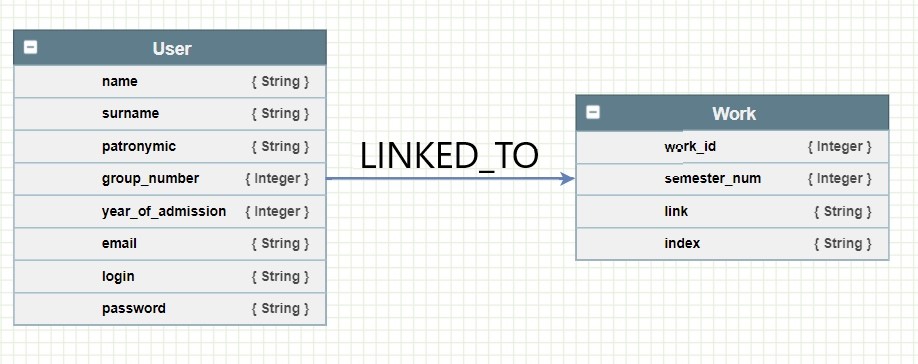 User
name { String }
surname { String }
patronymic { String }
group_number { Integer }
year_of_admission { Integer }
email { String }
login { String }
password { String }
LINKED_TO
Work
work_id { Integer }
semester_num { Integer }
link { String }
index { String }